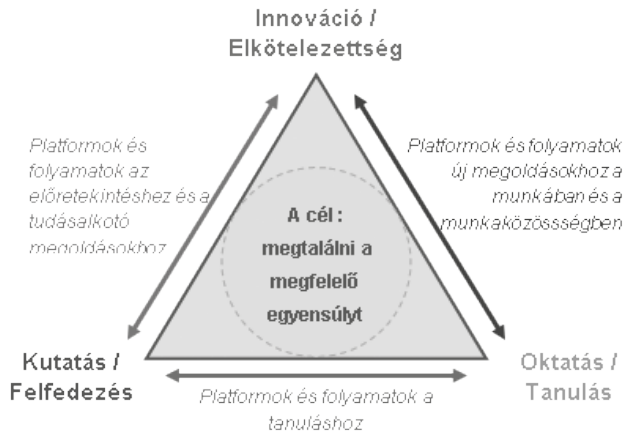 Innováció /
Elkötelezettség
Platformok és
folyamatok az
előretekintéshez és a
tudásalkotó
megoldásokhoz
Platformok és folyamatok
új megoldásokhoz a
munkában és a
munkaközösségben
A cél :
megtalálni a
megfelelő
egyensúlyt
Kutatás /
Felfedezés
Platformok és folyamatok a
tanuláshoz
Oktatás /
Tanulás